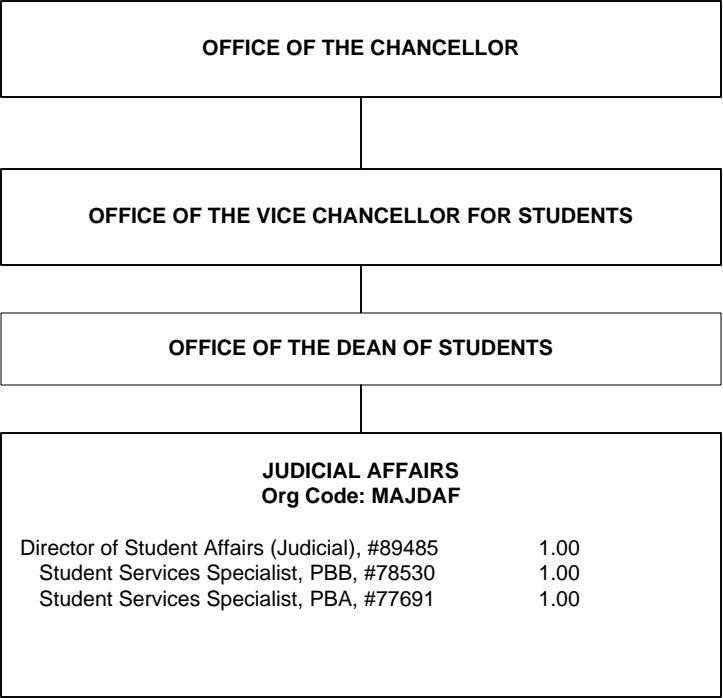 OFFICE OF THE CHANCELLOR
OFFICE OF THE VICE CHANCELLOR FOR STUDENTS
OFFICE OF THE DEAN OF STUDENTS
JUDICIAL AFFAIRS
Org Code: MAJDAF
Director of Student Affairs (Judicial), #89485 1.00
Student Services Specialist, PBB, #78530 1.00
Student Services Specialist, PBA, #77691 1.00